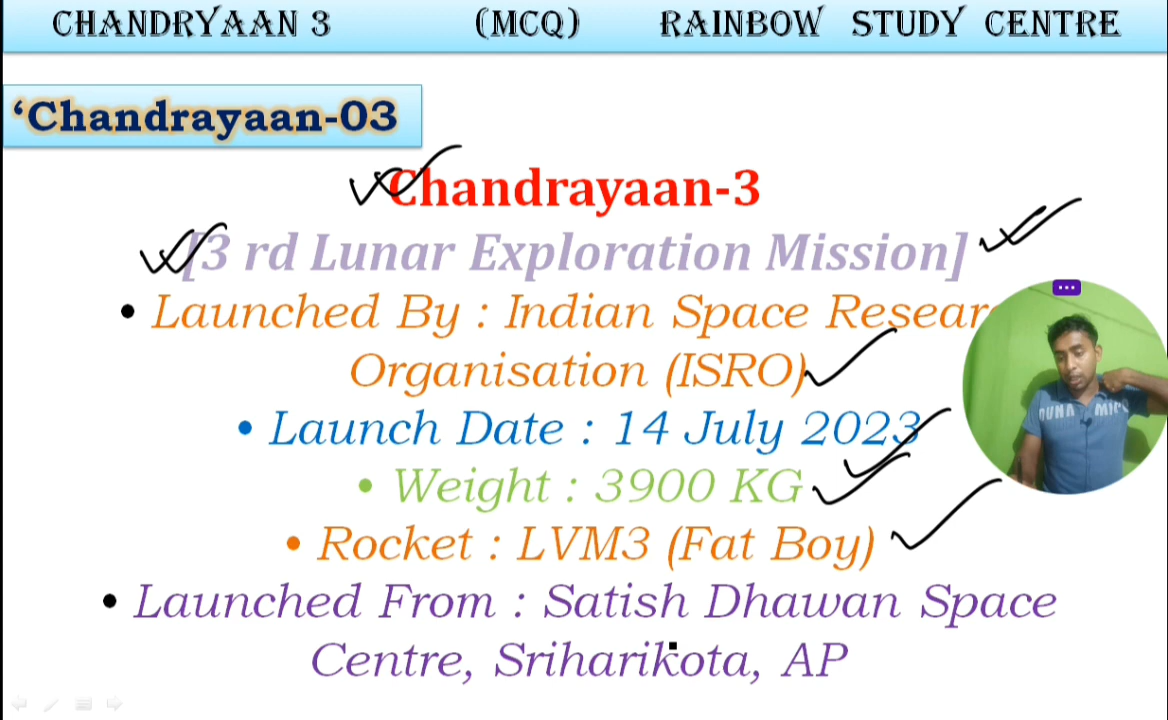 CHANDRYAAN 3 (MCQ) RAINBOW STUDY CENTRE
‘Chandrayaan-03
Chandrayaan-3
[3 rd Lunar Exploration Mission]
• Launched By : Indian Space Resear
Organisation (ISRO)
• Launch Date : 14 July 2023
• Weight : 3900 KG
• Rocket : LVM3 (Fat Boy)
• Launched From : Satish Dhawan Space
Centre, Sriharikota, AP